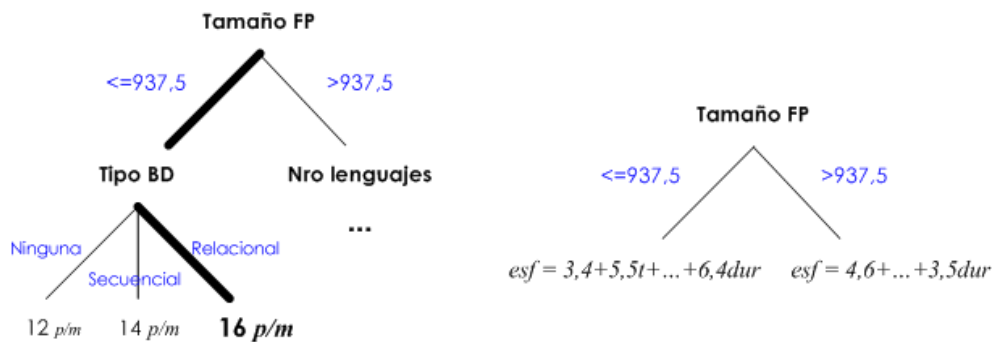 Tamaño FP
<=937,5
>937,5
Tipo BD
Nro lenguajes
...
Ninguna
Relacional
Secuencial
12 p/m
14 p/m
16 p/m
Tamaño FP
<=937,5
>937,5
esf = 3,4+5,5t+...+6,4dur
esf = 4,6+...+3,5dur